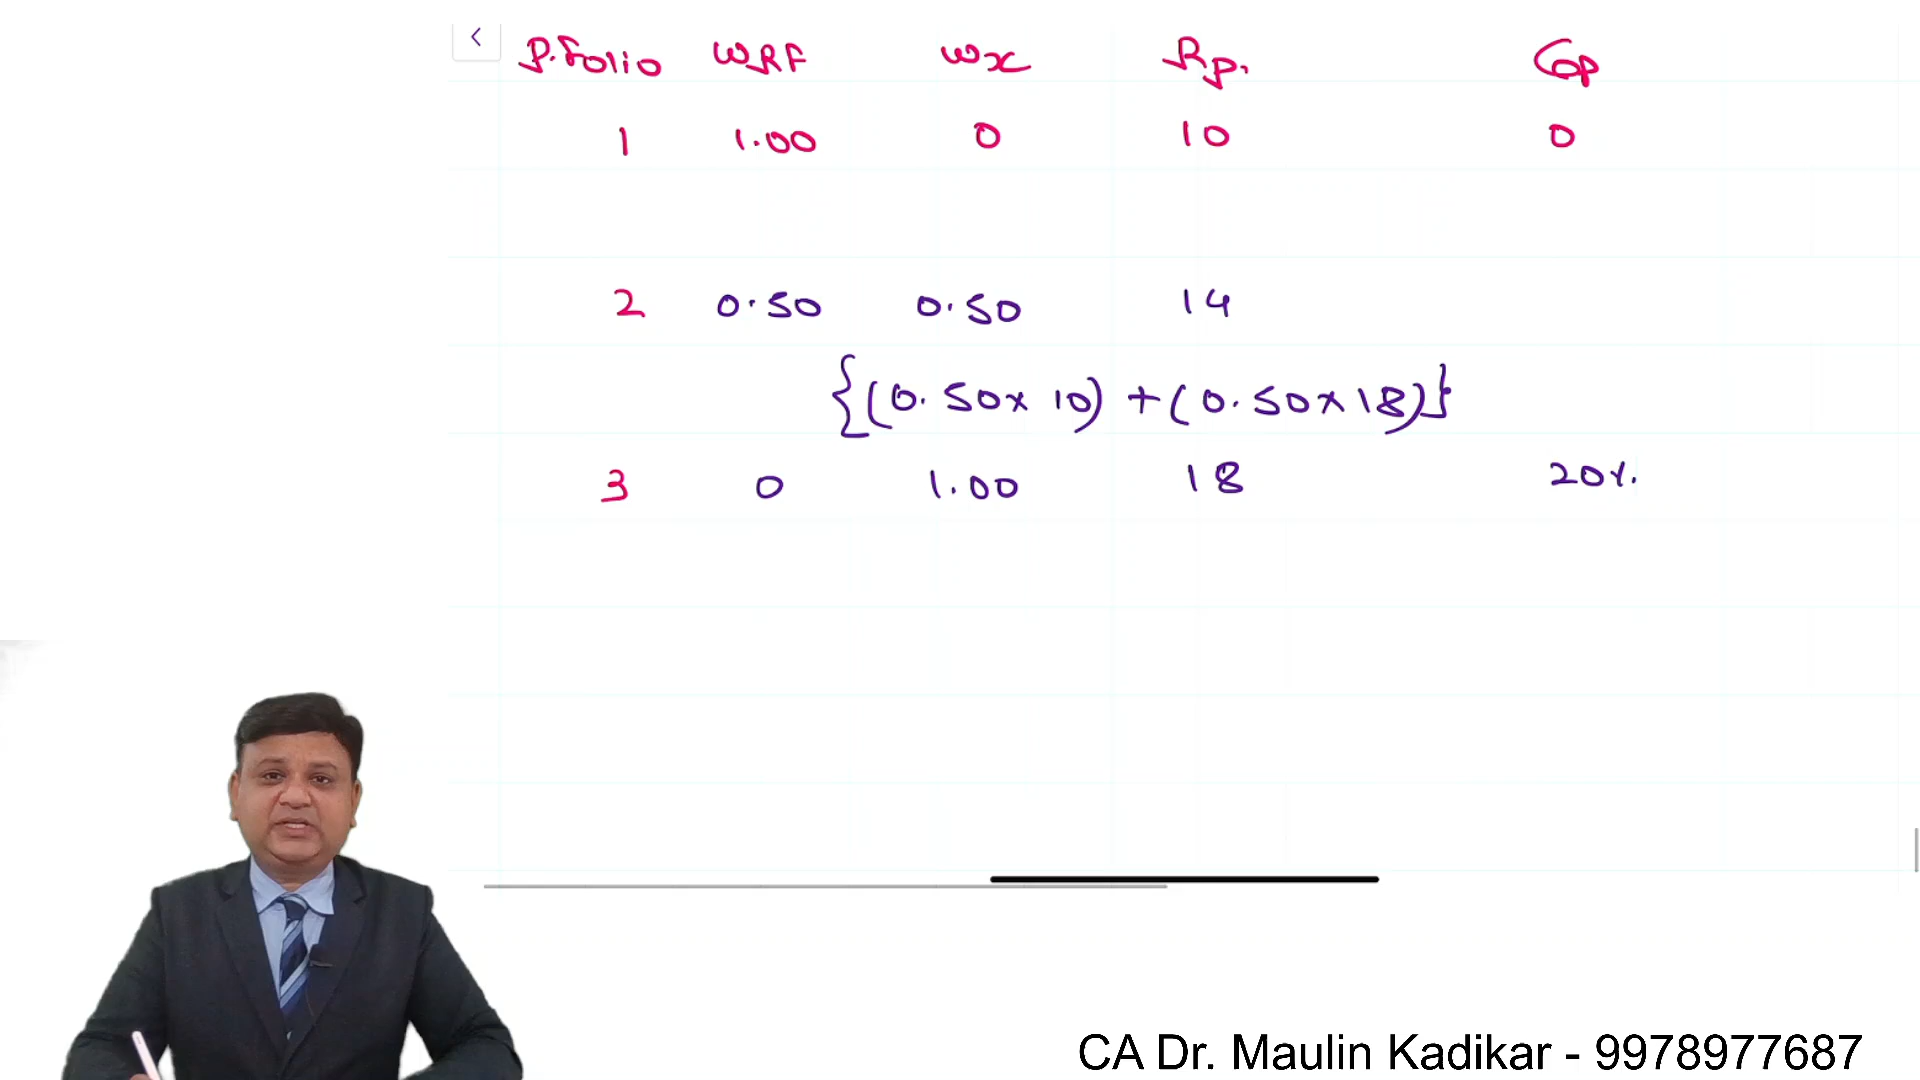 P.Folio WRF Wx Rp. σp
1 1.00 0 10 0
2 0.50 0.50 14
{(0.50x 10) + (0.50x18)}
3 0 1.00 18 20%.
CA Dr. Maulin Kadikar - 9978977687